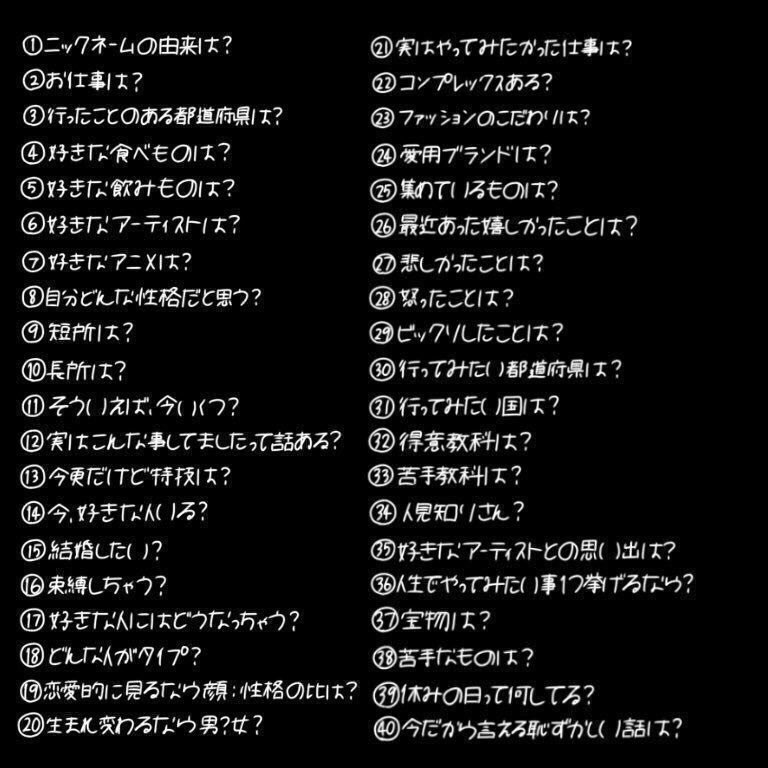 ①ニックネームの由来は?
②お仕事は?
③行ったことのある都道府県は?
④好きな食べものは?
⑤好きな飲みものは?
⑥好きなアーティストは?
⑦好きなアニメは?
⑧自分どんな性格だと思う?
⑨短所は?
⑩長所は?
⑪そういえば、今いくつ?
⑫実はこんな事してましたって話ある?
⑬今更だけど特技は?
⑭今、好きな人いる?
⑮結婚したい?
⑯束縛しちゃう?
⑰好きな人にはどうなっちゃう?
⑱どんな人がタイプ?
⑲恋愛的に見るなら顔:性格の比は?
⑳生まれ変わるなら男?女?
㉑実はやってみたかった仕事は?
㉒コンプレックスある?
㉓ファッションのこだわりは?
㉔愛用ブランドは?
㉕集めているものは?
㉖最近あった嬉しかったことは?
㉗悲しかったことは?
㉘怒ったことは?
㉙ビックリしたことは?
㉚行ってみたい都道府県は?
㉛行ってみたい国は?
㉜得意教科は?
㉝苦手教科は?
㉞人見知りさん?
㉟好きなアーティストとの思い出は?
㊱人生でやってみたい事1つ挙げるなら?
㊲宝物は?
㊳苦手なものは?
㊴休みの日って何してる?
㊵今だから言える恥ずかしい話は?